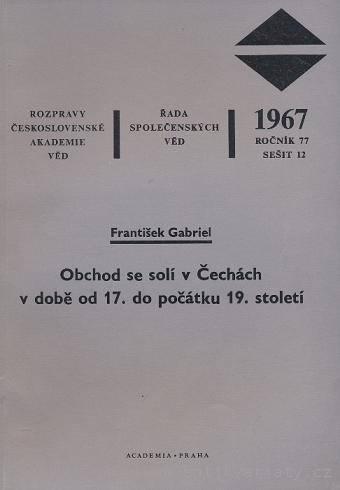 ROZPRAVY
ČESKOSLOVENSKÉ
AKADEMIE
VĚD
ŘADA
SPOLEČENSKÝCH
VĚD
1967
ROČNÍK 77
SEŠIT 12
František Gabriel
Obchod se solí v Čechách
v době od 17. do počátku 19. století
ACADEMIA • PRAHA